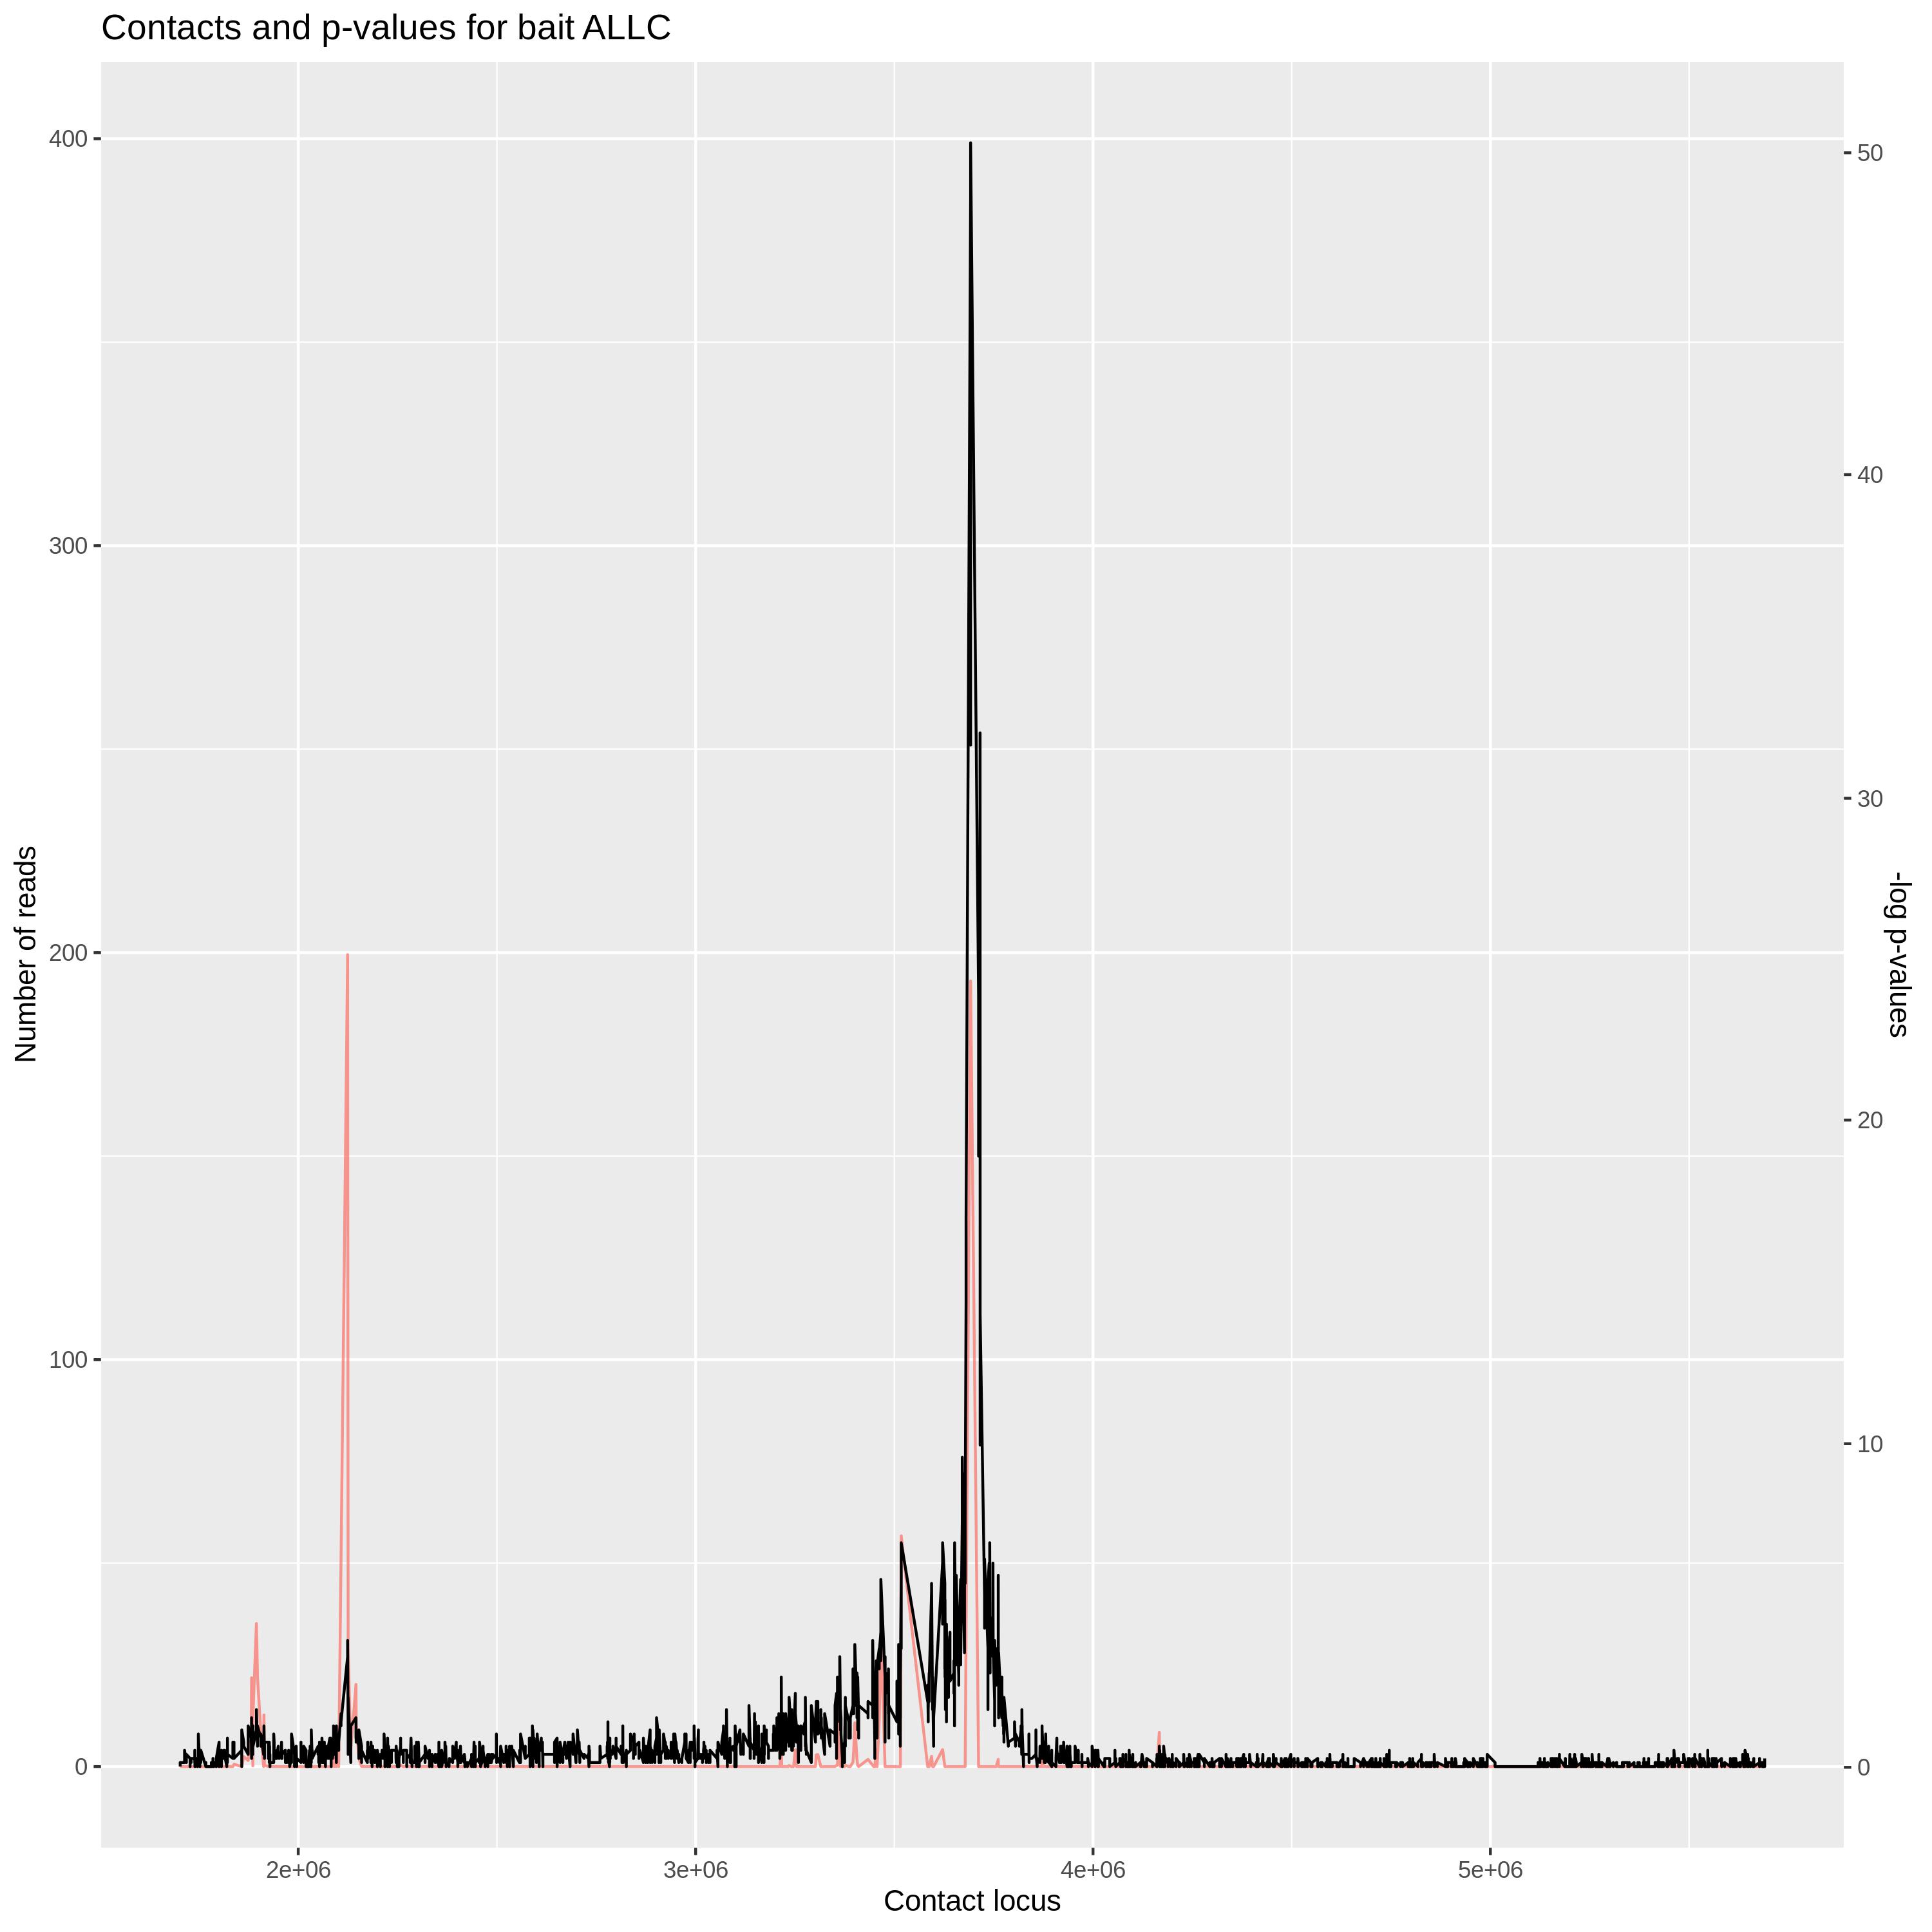 Contacts and p-values for bait ALLC
400
300
200
100
0
Number of reads
50
40
30
20
10
0
-log p-values
2e+06
3e+06
4e+06
5e+06
Contact locus